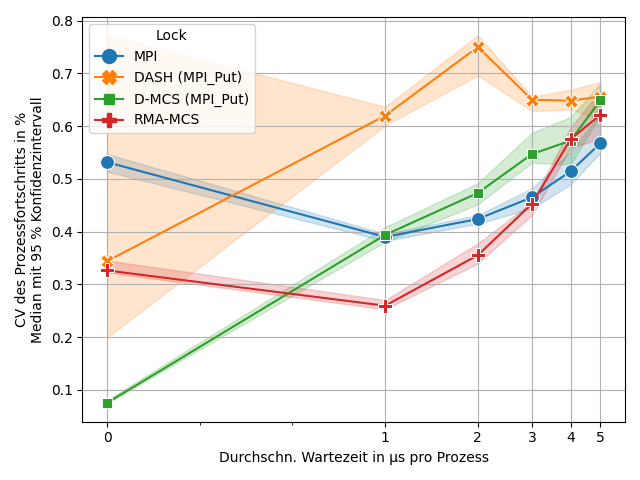 Lock
MPI
DASH (MPI_Put)
D-MCS (MPI_Put)
RMA-MCS
CV des Prozessfortschritts in %
Median mit 95 % Konfidenzintervall
0.8
0.7
0.6
0.5
0.4
0.3
0.2
0.1
0 1 2 3 4 5
Durchschn. Wartezeit in µs pro Prozess